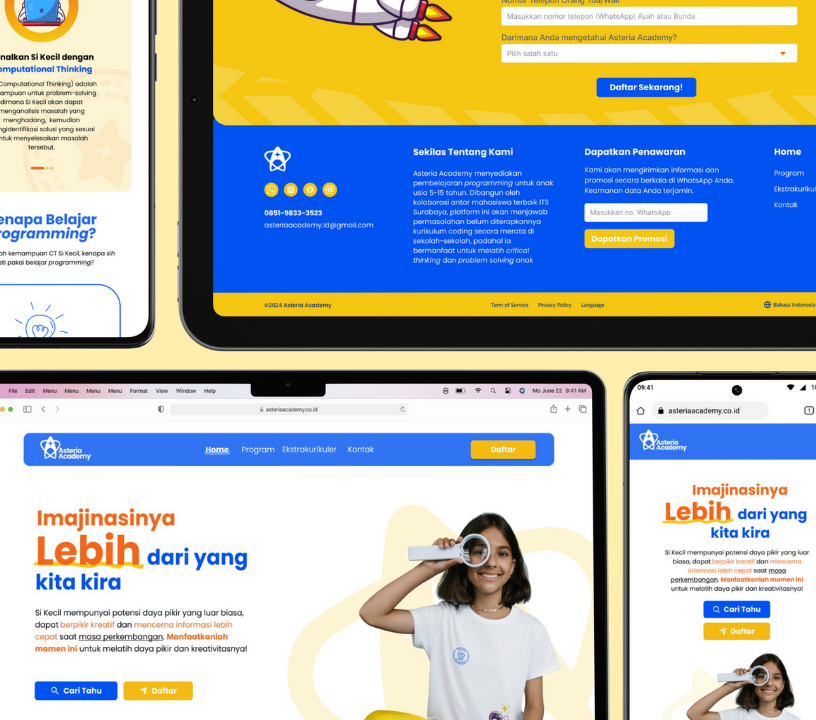 Si Kecil dengan
Computational Thinking
(Computational Thinking) adalah
untuk problem-solving
dimana Si Kecil akan dapat
menganalisis masalah yang
menghadang, kemudian
solusi yang sesuai
untuk menyelesaikan masalah
tersebut.
Kenapa Belajar
Programming?
kemampuan CT Si Kecil, kenapa sih
pakai belajar programming?
Nomor Telepon Orang Tua/Wali
Masukkan nomor telepon (WhatsApp) Ayah atau Bunda
Darimana Anda mengetahui Asteria Academy?
Pilih salah satu
Daftar Sekarang!
0851-9833-3523
asteriaacademy.id@gmail.com
Sekilas Tentang Kami
Asteria Academy menyediakan
pembelajaran programming untuk anak
usia 5-15 tahun. Dibangun oleh
kolaborasi antar mahasiswa terbaik ITS
Surabaya, platform ini akan menjawab
permasalahan belum diterapkannya
kurikulum coding secara merata di
sekolah-sekolah, padahal ia
bermanfaat untuk melatih critical
thinking dan problem solving anak
Dapatkan Penawaran
Kami akan mengirimkan informasi dan
promosi secara berkala di WhatsApp Anda.
Keamanan data Anda terjamin.
Masukkan no. WhatsApp
Dapatkan Promosi
Home
Program
Ekstrakurikul
Kontak
©2024 Asteria Academy
Term of Service Privacy Policy Language
Bahasa Indonesia
File Edit Menu Menu Menu Menu Format View Window Help
Mo June 22 9:41 AM
asteriaacademy.co.id
Asteria
Academy
Home Program Ekstrakurikuler Kontak
Daftar
Imajinasinya
Lebih dari yang
kita kira
Si Kecil mempunyai potensi daya pikir yang luar biasa,
dapat berpikir kreatif dan mencerna informasi lebih
cepat saat masa perkembangan. Manfaatkanlah
momen ini untuk melatih daya pikir dan kreativitasnya!
Cari Tahu
Daftar
09:41
asteriaacademy.co.id
1
Asteria
Academy
Imajinasinya
Lebih dari yang
kita kira
Si Kecil mempunyai potensi daya pikir yang luar
biasa, dapat berpikir kreatif dan mencerna
informasi lebih cepat saat masa
perkembangan. Manfaatkanlah momen ini
untuk melatih daya pikir dan kreativitasnya!
Cari Tahu
Daftar